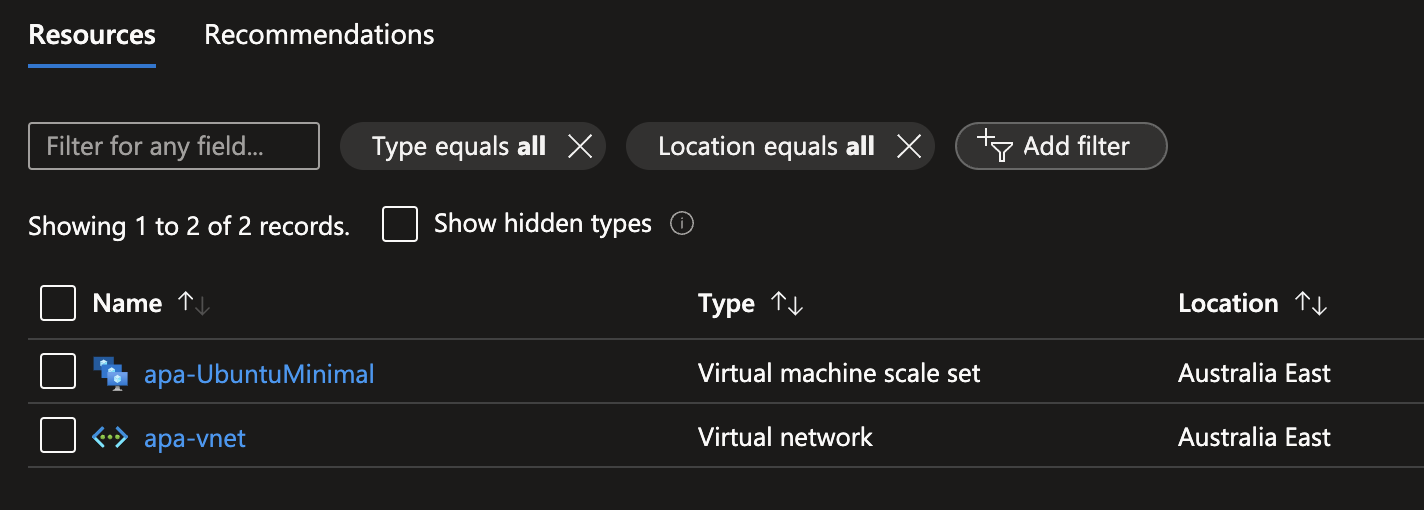 Resources Recommendations
Filter for any field... Type equals all Location equals all Add filter
Showing 1 to 2 of 2 records. Show hidden types
Name Type Location
apa-UbuntuMinimal Virtual machine scale set Australia East
apa-vnet Virtual network Australia East